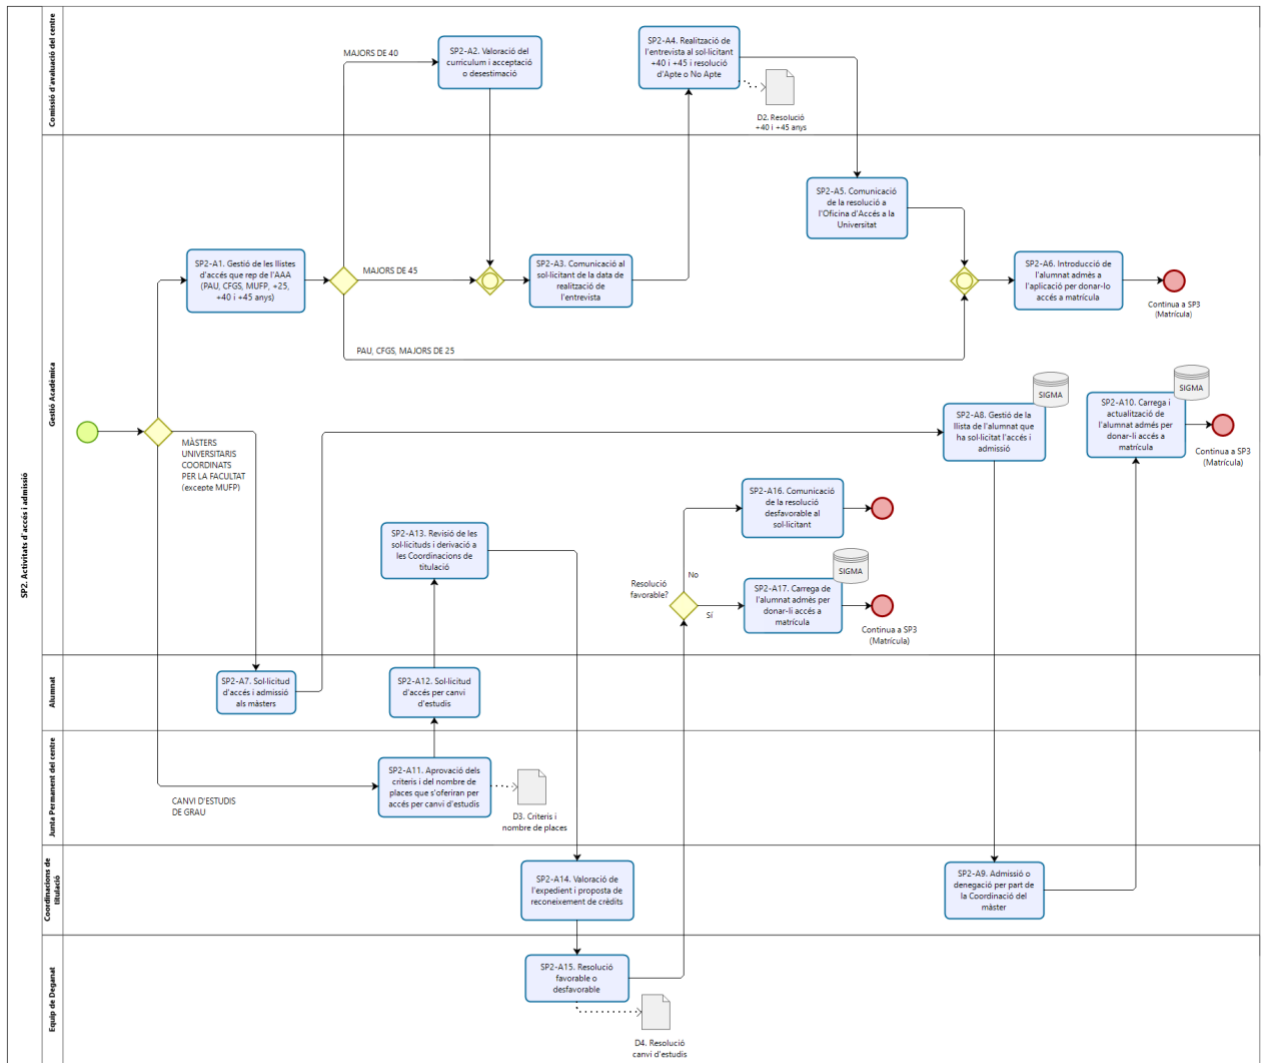 SP2. Activitats d'accés i admissió
Comissió d'avaluació del centre
MAJORS DE 40
SP2-A2. Valoració del
currículum i acceptació
o desestimació
SP2-A4. Realització de
l'entrevista al sol·licitant
+40 i +45 i resolució
d'Apte o No Apte
D2. Resolució
+40 i +45 anys
Gestió Acadèmica
SP2-A1. Gestió de les llistes
d'accés que rep de l'AAA
(PAU, CFGS, MUFP, +25,
+40 i +45 anys)
MAJORS DE 45
SP2-A3. Comunicació al
sol·licitant de la data de
realització de
l'entrevista
SP2-A5. Comunicació
de la resolució a
l'Oficina d'Accés a la
Universitat
SP2-A6. Introducció de
l'alumnat admés a
l'aplicació per donar-lo
accés a matrícula
Continua a SP3
(Matrícula)
PAU, CFGS, MAJORS DE 25
MÀSTERS
UNIVERSITARIS
COORDINATS
PER LA FACULTAT
(excepte MUFP)
SIGMA
SP2-A8. Gestió de la
llista de l'alumnat que
ha sol·licitat l'accés i
admissió
SIGMA
SP2-A10. Carrega i
actualització de
l'alumnat admés per
donar-li accés a
matrícula
Continua a SP3
(Matrícula)
SP2-A13. Revisió de les
sol·licituds i derivació a
les Coordinacions de
titulació
SP2-A16. Comunicació
de la resolució
desfavorable al
sol·licitant
Resolució
favorable?
No
Sí
SIGMA
SP2-A17. Carrega de
l'alumnat admès per
donar-li accés a
matrícula
Continua a SP3
(Matrícula)
Alumnat
SP2-A7. Sol·licitud
d'accés i admissió
als màsters
SP2-A12. Sol·licitud
d'accés per canvi
d'estudis
Junta Permanent del centre
CANVI D'ESTUDIS
DE GRAU
SP2-A11. Aprovació dels
criteris i del nombre de
places que s'oferiran per
accés per canvi d'estudis
D3. Criteris i
nombre de places
Coordinacions de
titulació
SP2-A14. Valoració de
l'expedient i proposta de
reconeixement de crèdits
SP2-A9. Admissió o
denegació per part de
la Coordinació del
màster
Equip de Deganat
SP2-A15. Resolució
favorable o
desfavorable
D4. Resolució
canvi d'estudis